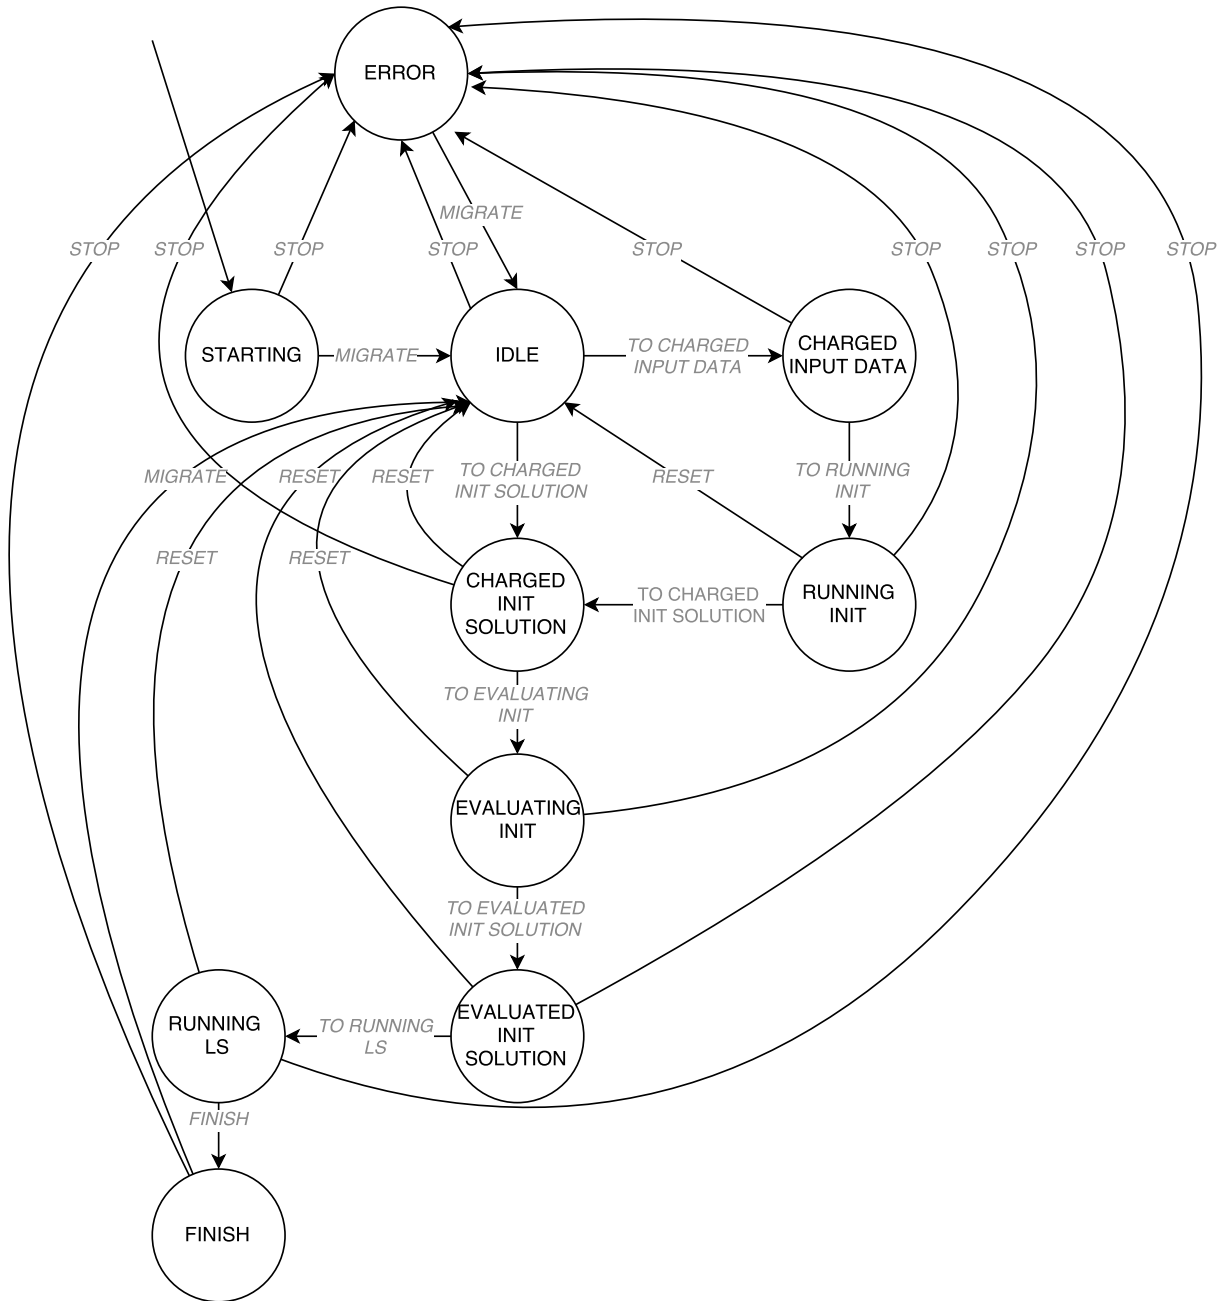 ERROR
MIGRATE
STOP
STOP
STOP
STOP
STOP
STOP
STOP
STOP
STOP
STARTING
MIGRATE
IDLE
TO CHARGED
INPUT DATA
CHARGED
INPUT DATA
MIGRATE
RESET
RESET
TO CHARGED
INIT SOLUTION
RESET
TO RUNNING
INIT
RESET
RESET
CHARGED
INIT
SOLUTION
TO CHARGED
INIT SOLUTION
RUNNING
INIT
TO EVALUATING
INIT
EVALUATING
INIT
TO EVALUATED
INIT SOLUTION
RUNNING
LS
TO RUNNING
LS
EVALUATED
INIT
SOLUTION
FINISH
FINISH